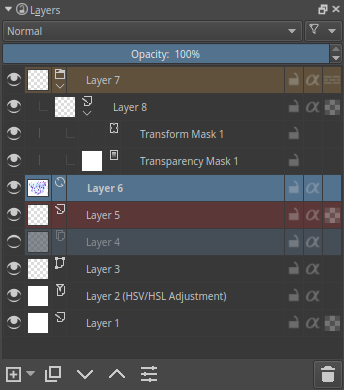 Layers
Normal
Opacity: 100%
Layer 7
Layer 8
Transform Mask 1
Transparency Mask 1
Layer 6
Layer 5
Layer 4
Layer 3
Layer 2 (HSV/HSL Adjustment)
Layer 1